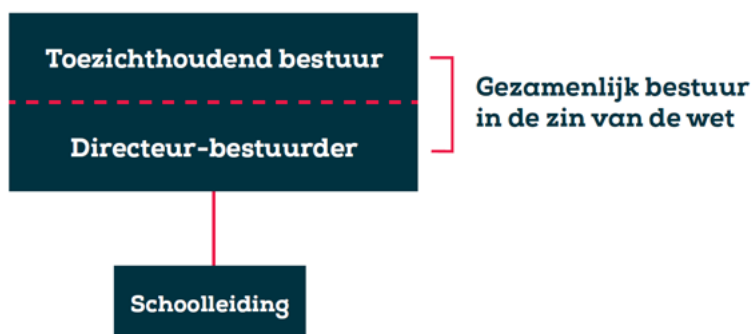 Toezichthoudend bestuur
Directeur-bestuurder
Gezamenlijk bestuur
in de zin van de wet
Schoolleiding